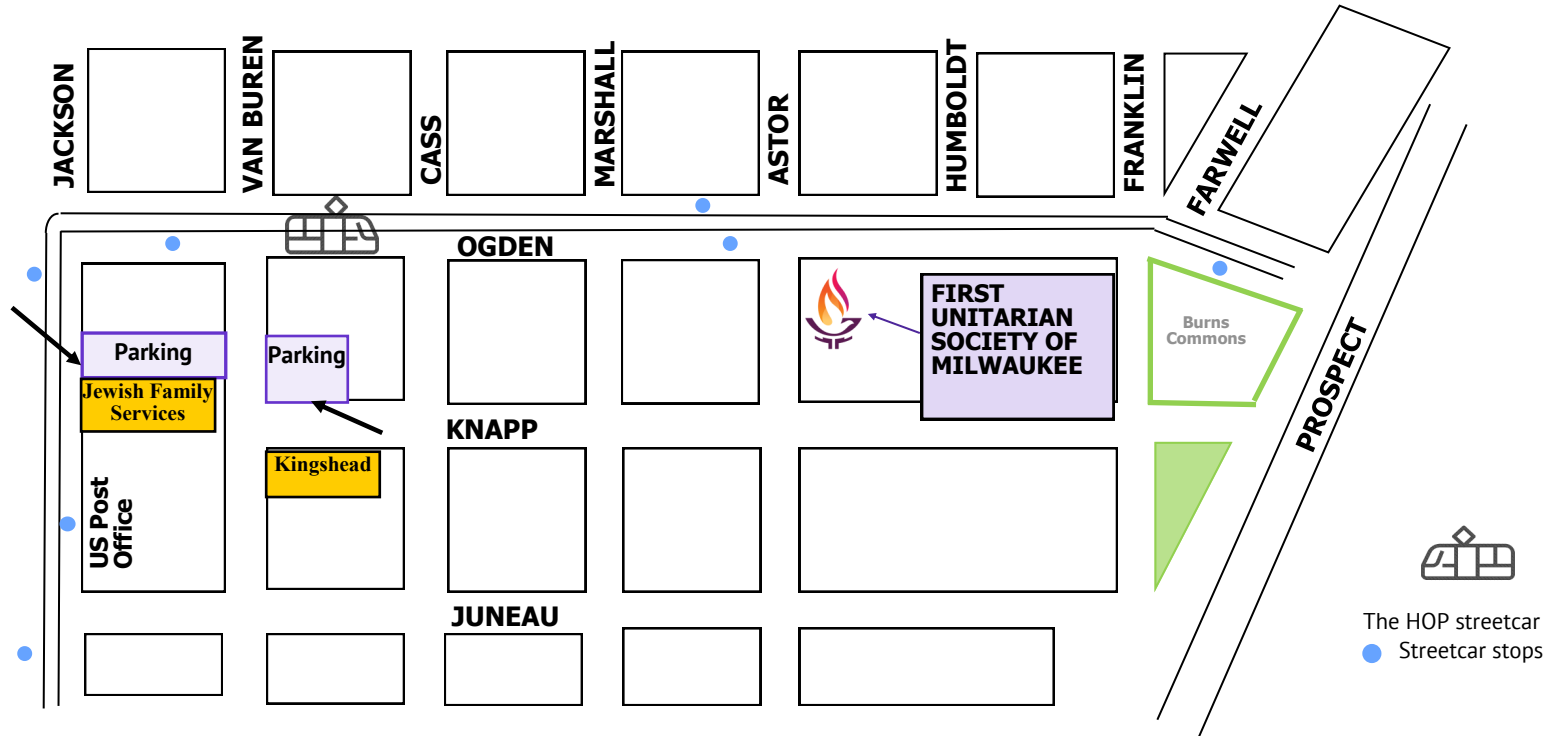 JACKSON
VAN BUREN
CASS
MARSHALL
ASTOR
HUMBOLDT
FRANKLIN
FARWELL
OGDEN
FIRST
UNITARIAN
SOCIETY OF
MILWAUKEE
Burns
Commons
PROSPECT
Parking
Parking
Jewish Family
Services
KNAPP
Kingshead
US Post
Office
JUNEAU
The HOP streetcar
Streetcar stops